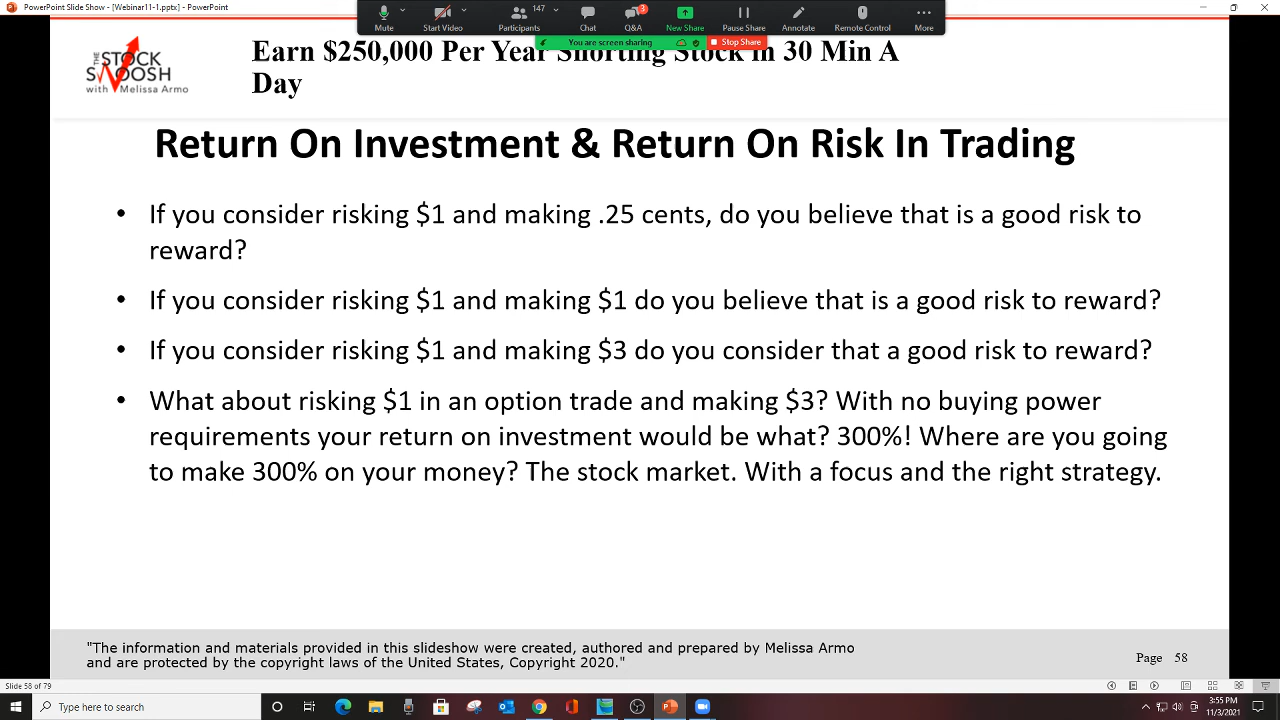 PowerPoint Slide Show - [Webinar11-1.pptx] - PowerPoint
Mute
Start Video
147
Participants
Chat
3
Q&A
New Share
Pause Share
Annotate
Remote Control
More
You are screen sharing
Stop Share
THE STOCK
SWOOSH
with Melissa Armo
Earn $250,000 Per Year Shorting Stock in 30 Min A
Day
Return On Investment & Return On Risk In Trading
• If you consider risking $1 and making .25 cents, do you believe that is a good risk to
reward?
• If you consider risking $1 and making $1 do you believe that is a good risk to reward?
• If you consider risking $1 and making $3 do you consider that a good risk to reward?
• What about risking $1 in an option trade and making $3? With no buying power
requirements your return on investment would be what? 300%! Where are you going
to make 300% on your money? The stock market. With a focus and the right strategy.
"The information and materials provided in this slideshow were created, authored and prepared by Melissa Armo
and are protected by the copyright laws of the United States, Copyright 2020."
Page 58
Slide 58 of 79
Type here to search
3:55 PM
11/3/2021